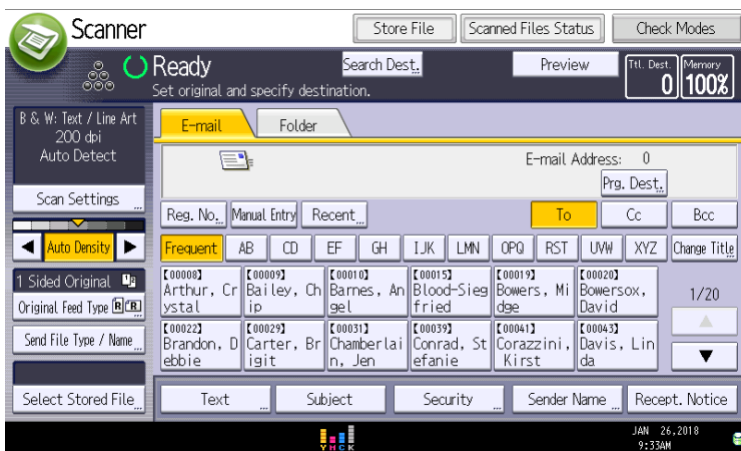 Scanner
Store File
Scanned Files Status
Check Modes
Ready
Search Dest.
Preview
Ttl. Dest.
0
Memory
100%
Set original and specify destination.
B & W: Text / Line Art
200 dpi
Auto Detect
Scan Settings
Auto Density
1 Sided Original
Original Feed Type
Send File Type / Name
Select Stored File
E-mail
Folder
E-mail Address: 0
Prg. Dest.
Reg. No.
Manual Entry
Recent
To
Cc
Bcc
Frequent
AB
CD
EF
GH
IJK
LMN
OPQ
RST
UVW
XYZ
Change Title
【00008】
Arthur, Cr
ystal
【00009】
Bailey, Ch
ip
【00010】
Barnes, An
gel
【00015】
Blood-Sieg
fried
【00019】
Bowers, Mi
dge
【00020】
Bowersox,
David
1/20
【00022】
Brandon, D
ebbie
【00029】
Carter, Br
igit
【00031】
Chamberlai
n, Jen
【00039】
Conrad, St
efanie
【00041】
Corazzini,
Kirst
【00043】
Davis, Lin
da
Text
Subject
Security
Sender Name
Recept. Notice
Y M C K
JAN 26,2018
9:33AM